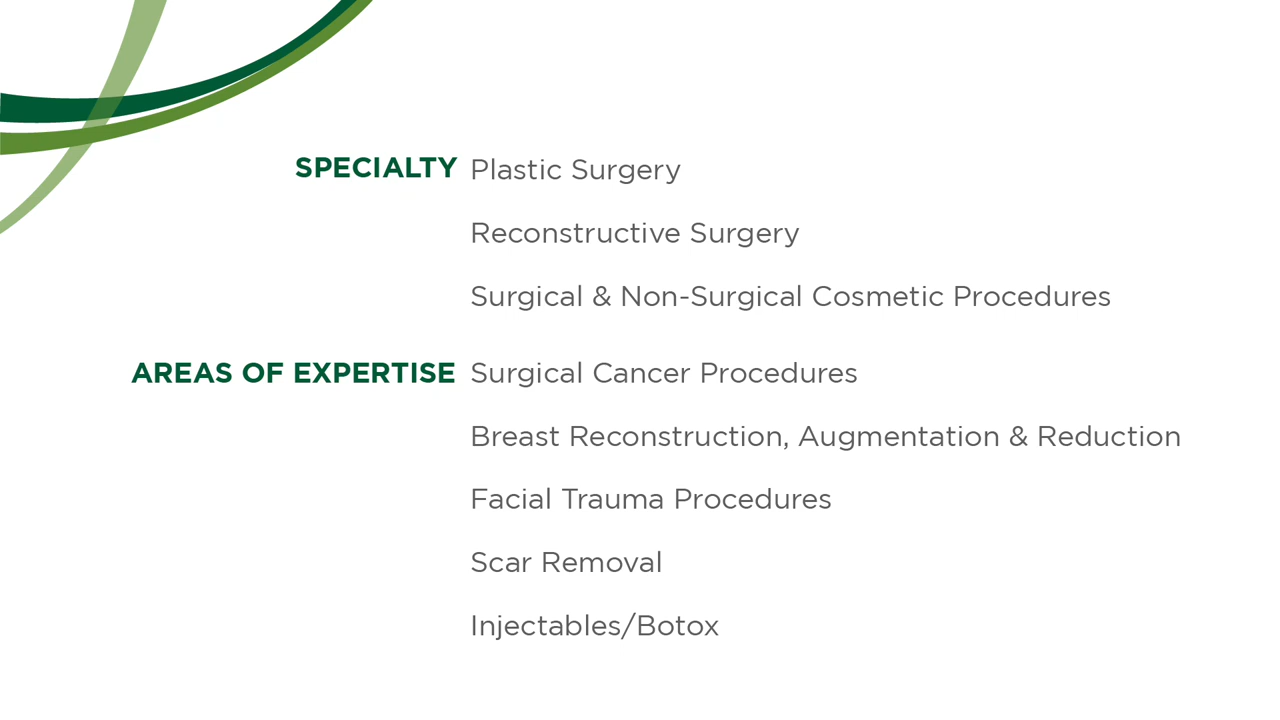 SPECIALTY Plastic Surgery
Reconstructive Surgery
Surgical & Non-Surgical Cosmetic Procedures
AREAS OF EXPERTISE Surgical Cancer Procedures
Breast Reconstruction, Augmentation & Reduction
Facial Trauma Procedures
Scar Removal
Injectables/Botox